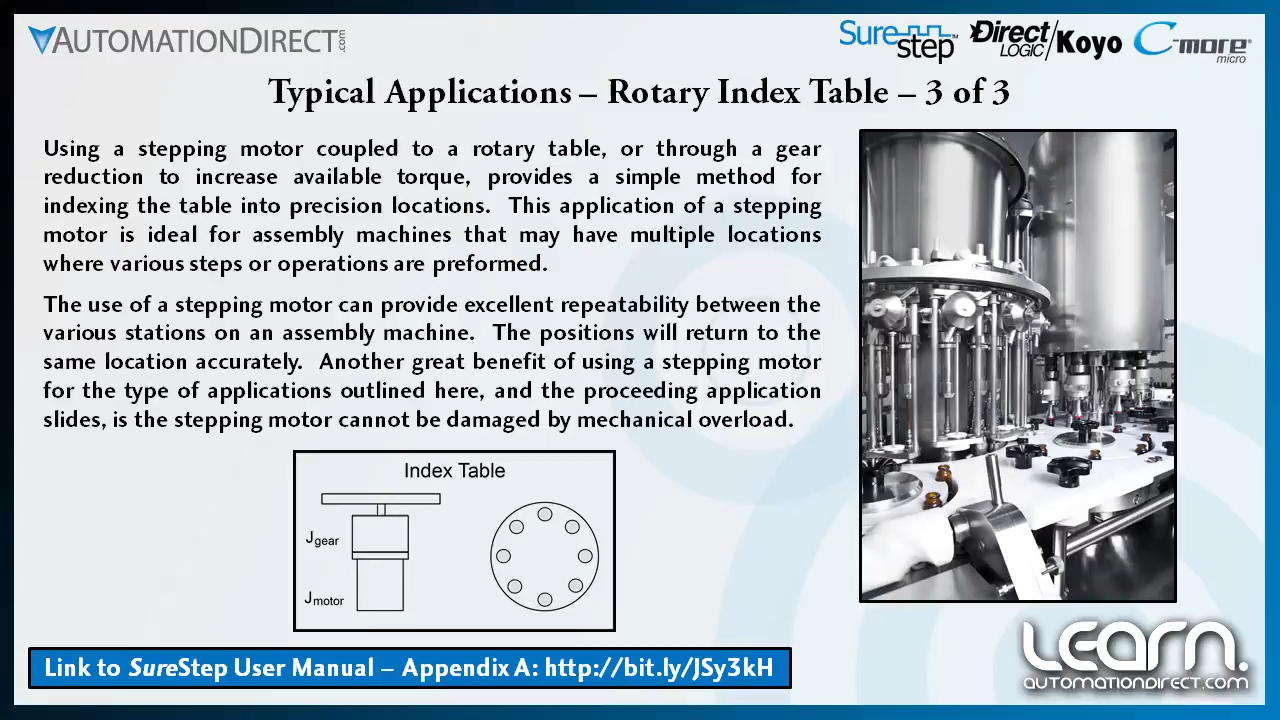 AUTOMATIONDIRECT.com
Surestep™ Direct LOGIC/Koyo C-more® micro
Typical Applications – Rotary Index Table – 3 of 3
Using a stepping motor coupled to a rotary table, or through a gear
reduction to increase available torque, provides a simple method for
indexing the table into precision locations. This application of a stepping
motor is ideal for assembly machines that may have multiple locations
where various steps or operations are preformed.
The use of a stepping motor can provide excellent repeatability between the
various stations on an assembly machine. The positions will return to the
same location accurately. Another great benefit of using a stepping motor
for the type of applications outlined here, and the proceeding application
slides, is the stepping motor cannot be damaged by mechanical overload.
Index Table
Jgear
Jmotor
Link to SureStep User Manual – Appendix A: http://bit.ly/JSy3kH
LEARN.
AUTOMATIONDIRECT.COM